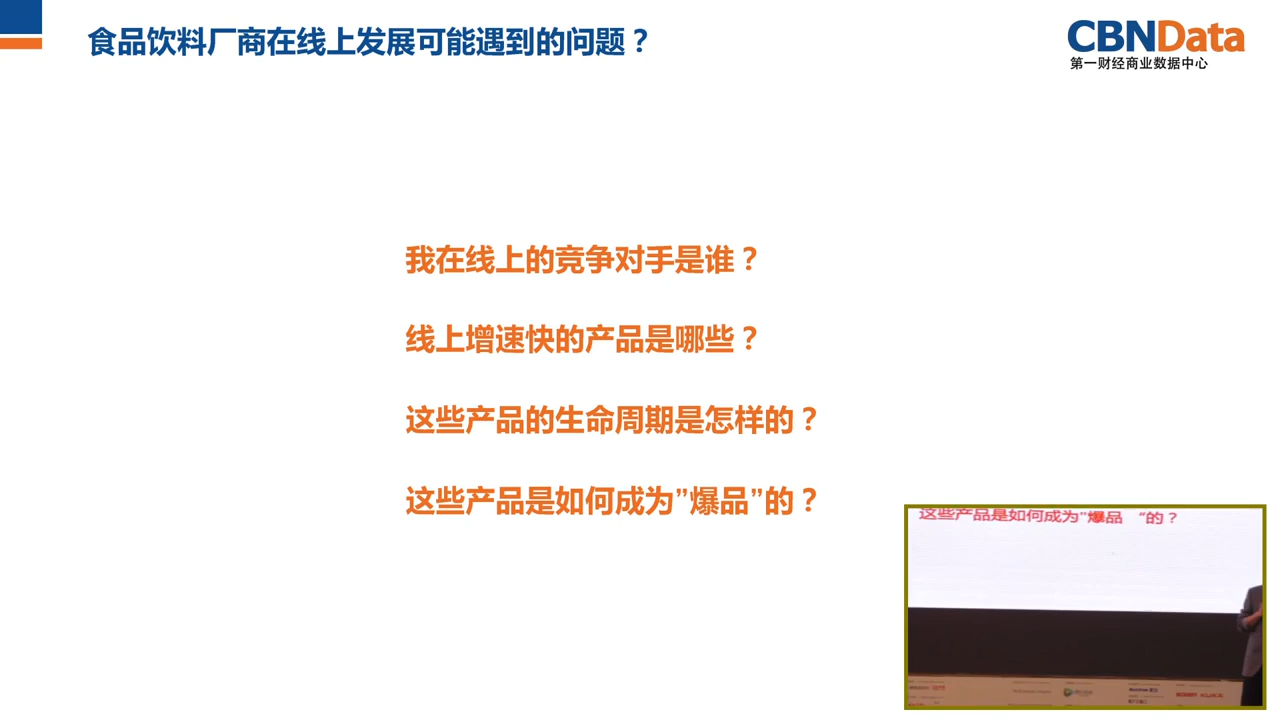 食品饮料厂商在线上发展可能遇到的问题？
CBNData
第一财经商业数据中心
我在线上的竞争对手是谁？
线上增速快的产品是哪些？
这些产品的生命周期是怎样的？
这些产品是如何成为”爆品”的？
这些产品是如何成为”爆品 “的？